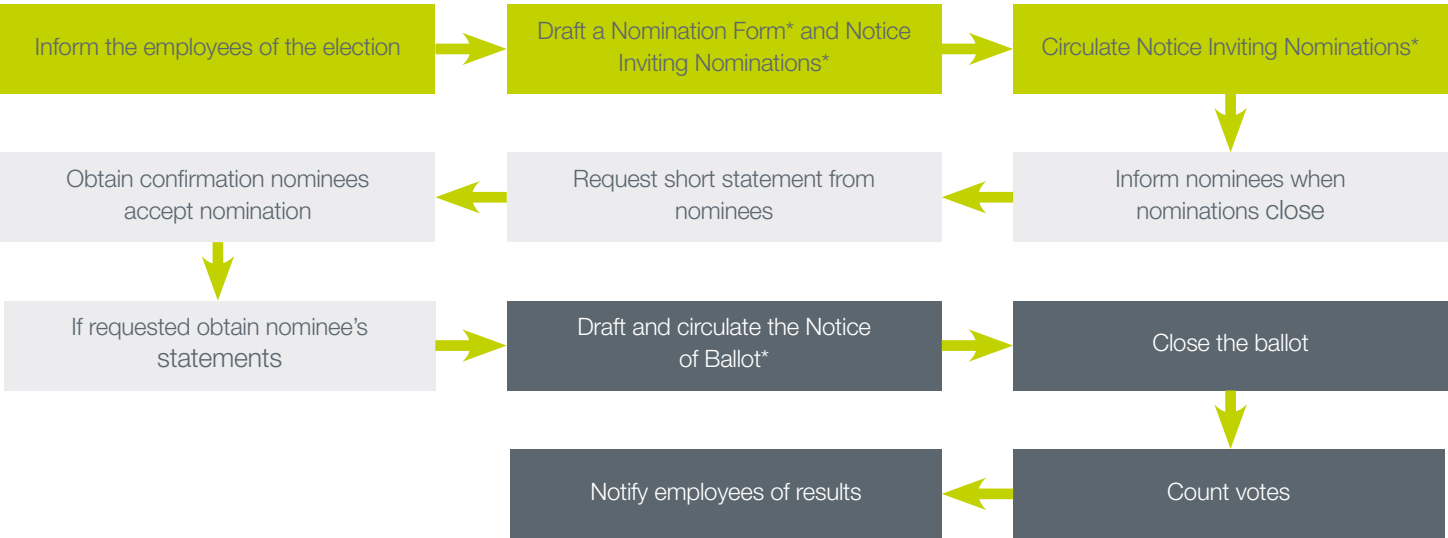 Inform the employees of the election
Draft a Nomination Form* and Notice
Inviting Nominations*
Circulate Notice Inviting Nominations*
Inform nominees when
nominations close
Request short statement from
nominees
Obtain confirmation nominees
accept nomination
If requested obtain nominee's
statements
Draft and circulate the Notice
of Ballot*
Close the ballot
Count votes
Notify employees of results